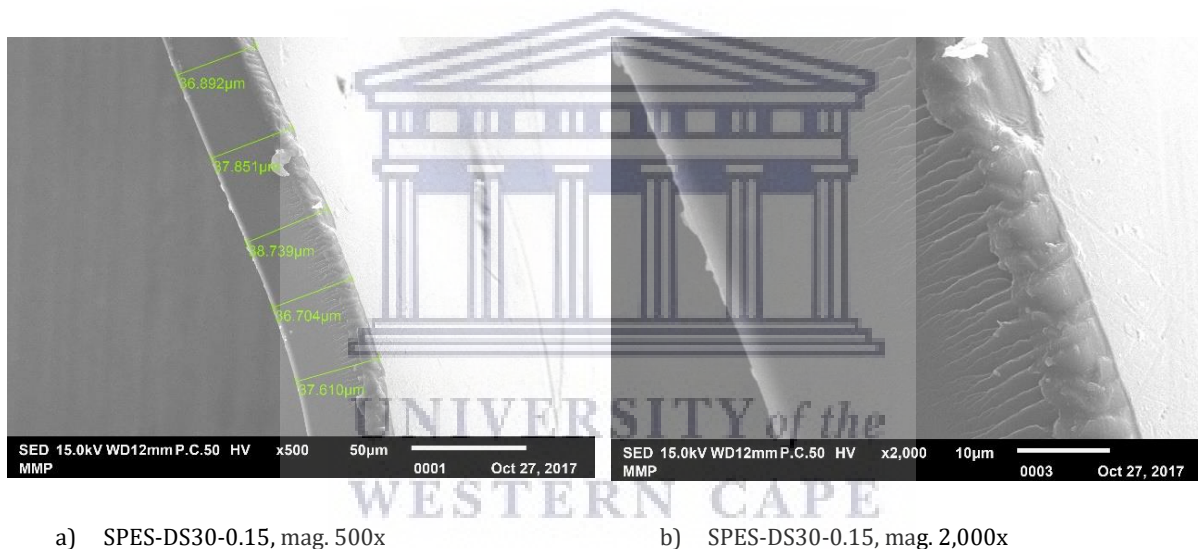 36.892µm
37.851µm
38.739µm
36.704µm
37.610µm
SED 15.0kV WD12mm P.C.50 HV x500 50µm
MMP 0001 Oct 27, 2017
SED 15.0kV WD12mm P.C.50 HV x2,000 10µm
MMP 0003 Oct 27, 2017
UNIVERSITY of the
WESTERN CAPE
a) SPES-DS30-0.15, mag. 500x
b) SPES-DS30-0.15, mag. 2,000x